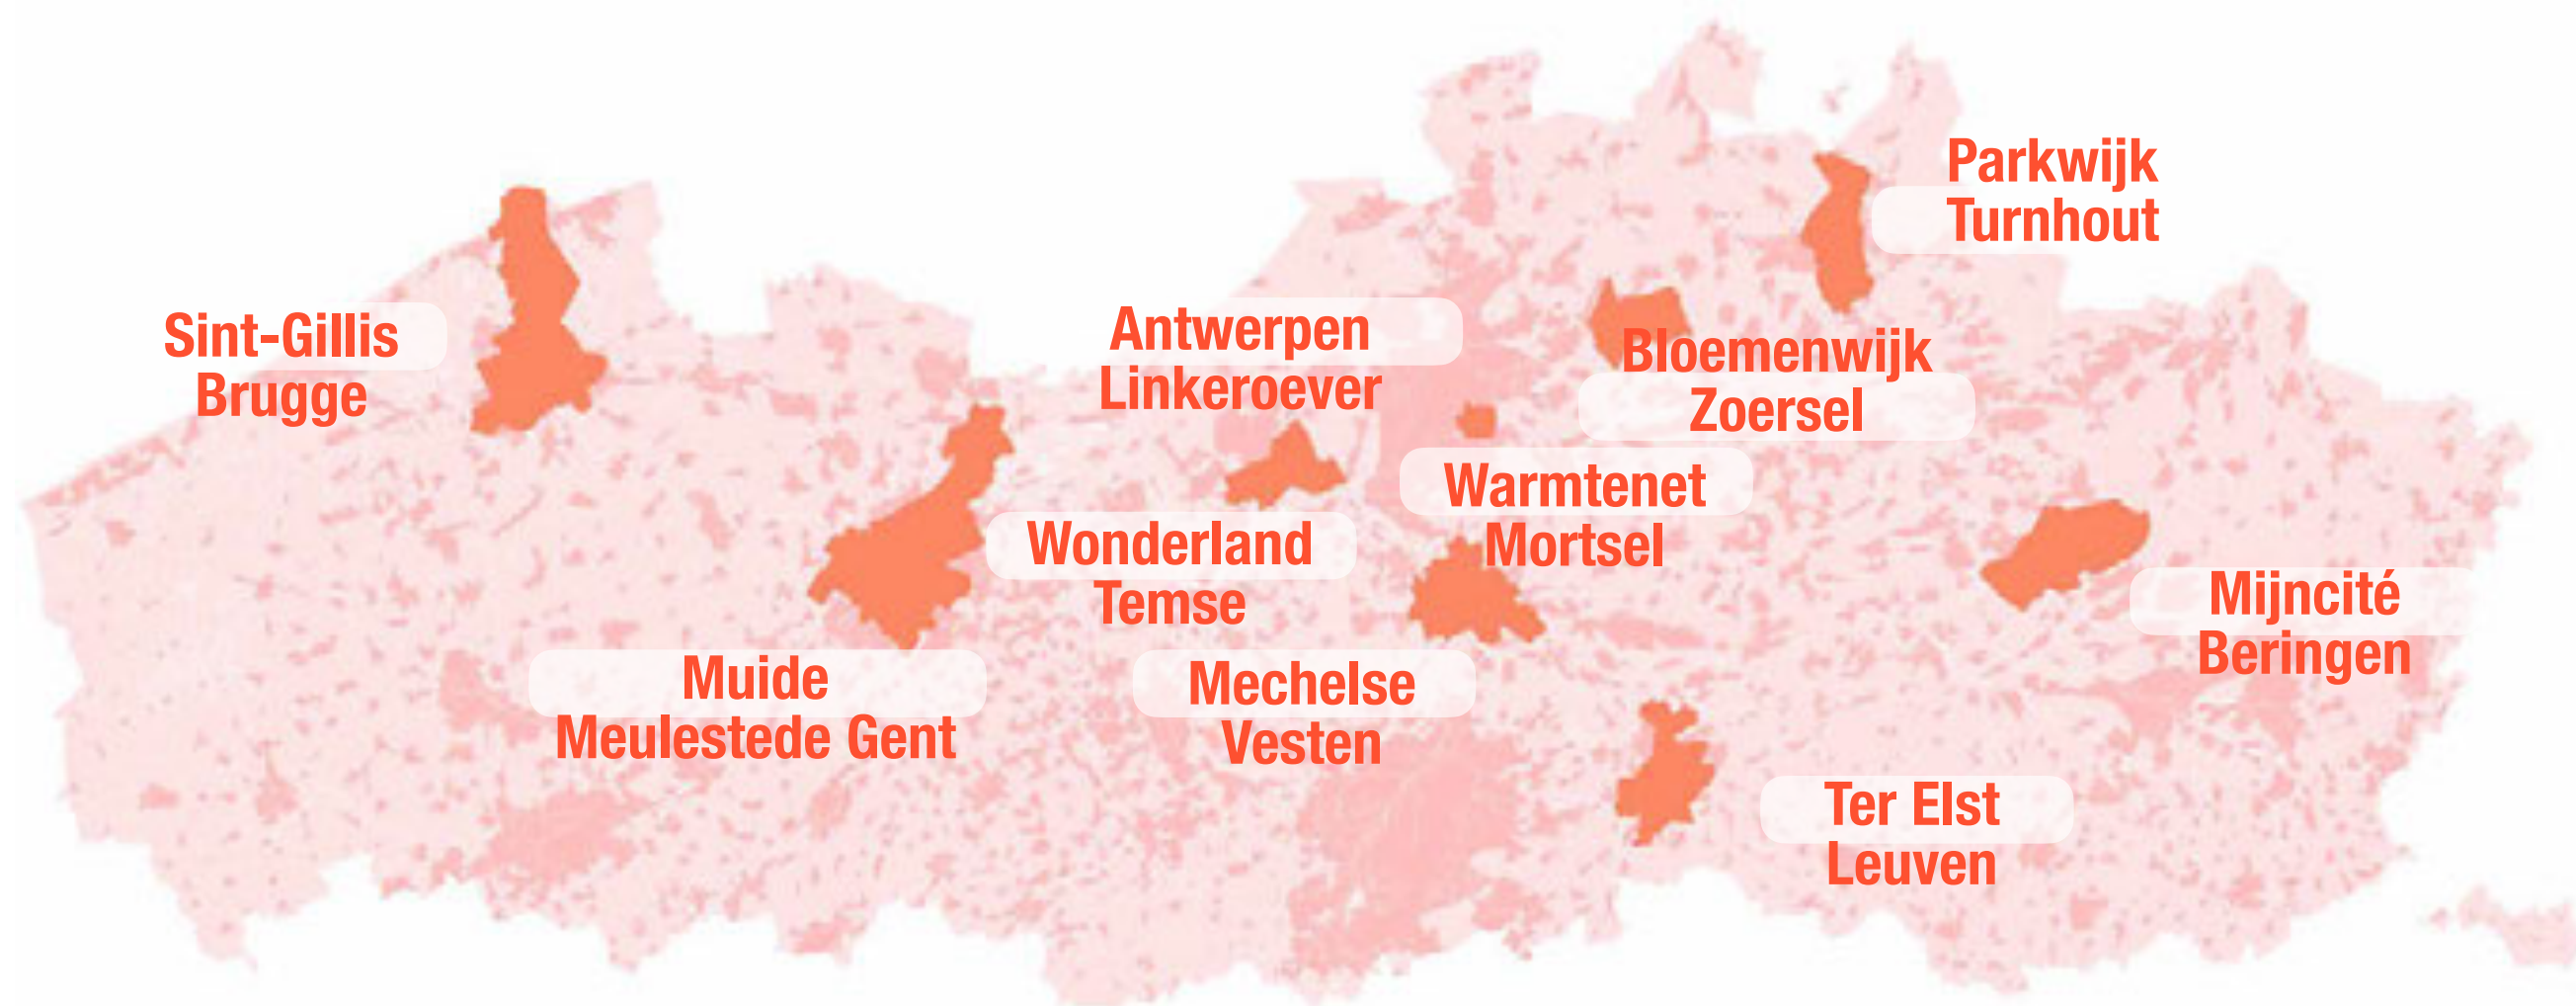 Parkwijk
Turnhout
Sint-Gillis
Brugge
Antwerpen
Linkeroever
Bloemenwijk
Zoersel
Warmtenet
Mortsel
Wonderland
Temse
Mijncité
Beringen
Muide
Meulestede Gent
Mechelse
Vesten
Ter Elst
Leuven